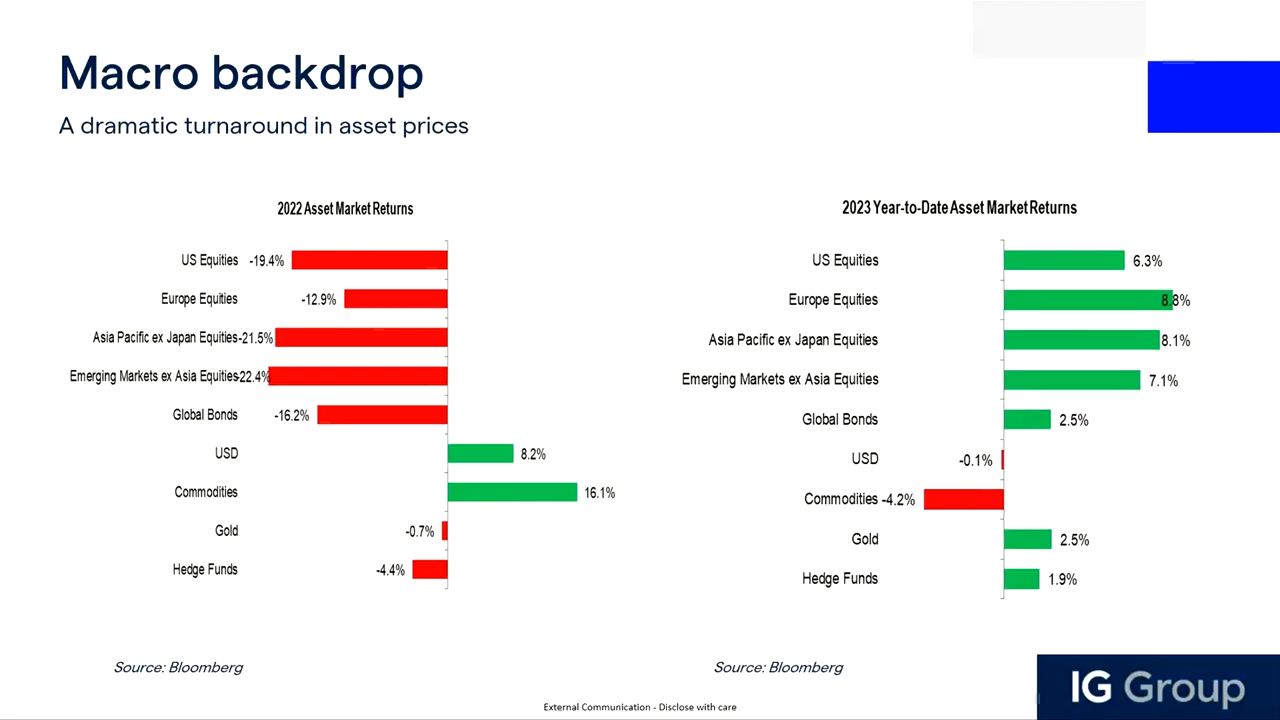 Macro backdrop
A dramatic turnaround in asset prices
2022 Asset Market Returns
US Equities -19.4%
Europe Equities -12.9%
Asia Pacific ex Japan Equities -21.5%
Emerging Markets ex Asia Equities -22.4%
Global Bonds -16.2%
USD 8.2%
Commodities 16.1%
Gold -0.7%
Hedge Funds -4.4%
Source: Bloomberg
2023 Year-to-Date Asset Market Returns
US Equities 6.3%
Europe Equities 8.8%
Asia Pacific ex Japan Equities 8.1%
Emerging Markets ex Asia Equities 7.1%
Global Bonds 2.5%
USD -0.1%
Commodities -4.2%
Gold 2.5%
Hedge Funds 1.9%
Source: Bloomberg
External Communication - Disclose with care
IG Group